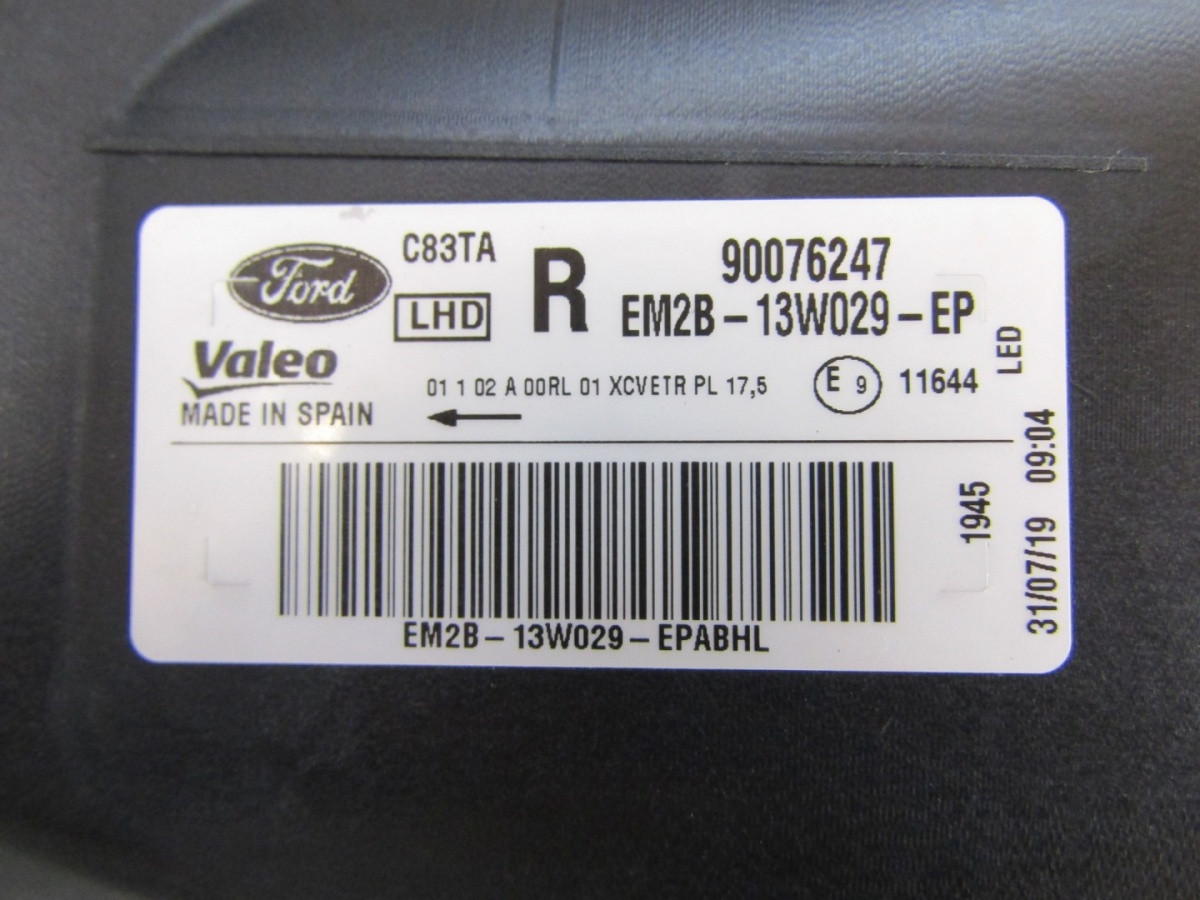 Ford
C83TA
LHD
R
90076247
EM2B-13W029-EP
Valeo
MADE IN SPAIN
01 1 02 A 00RL 01 XCVETR PL 17,5
E 9
11644
LED
1945
31/07/19 09:04
EM2B-13W029-EPABHL